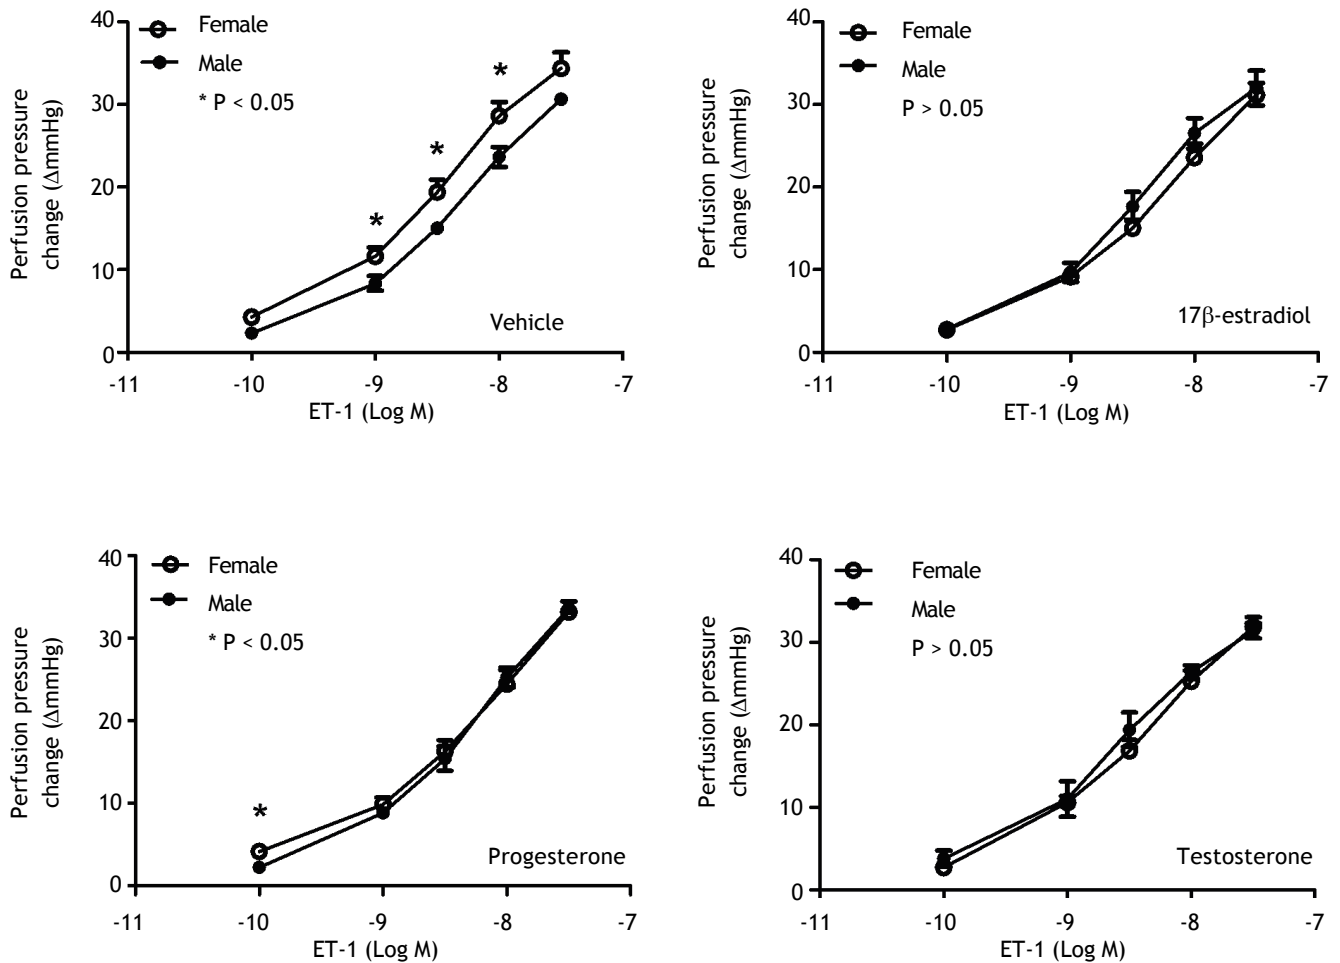 40
Female
Male
* P < 0.05
30
20
10
0
*
*
*
Vehicle
-11
-10
-9
-8
-7
ET-1 (Log M)
Perfusion pressure
change (ΔmmHg)
40
Female
Male
P > 0.05
30
20
10
0
17β-estradiol
-11
-10
-9
-8
-7
ET-1 (Log M)
Perfusion pressure
change (ΔmmHg)
40
Female
Male
* P < 0.05
30
20
10
0
*
Progesterone
-11
-10
-9
-8
-7
ET-1 (Log M)
Perfusion pressure
change (ΔmmHg)
40
Female
Male
P > 0.05
30
20
10
0
Testosterone
-11
-10
-9
-8
-7
ET-1 (Log M)
Perfusion pressure
change (ΔmmHg)